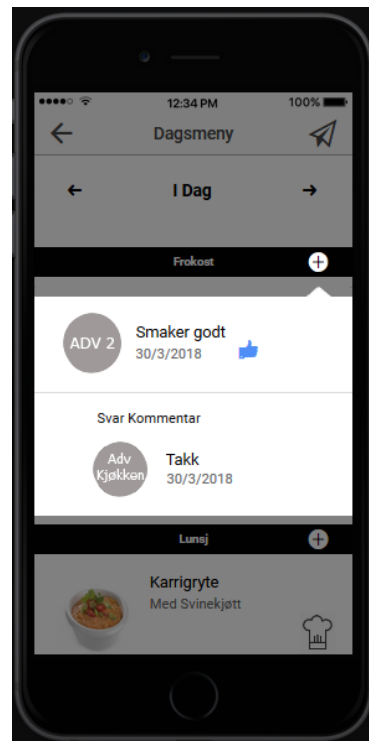 12:34 PM
100%
Dagsmeny
I Dag
Frokost
ADV 2
Smaker godt
30/3/2018
Svar Kommentar
Adv
Kjøkken
Takk
30/3/2018
Lunsj
Karrigryte
Med Svinekjøtt